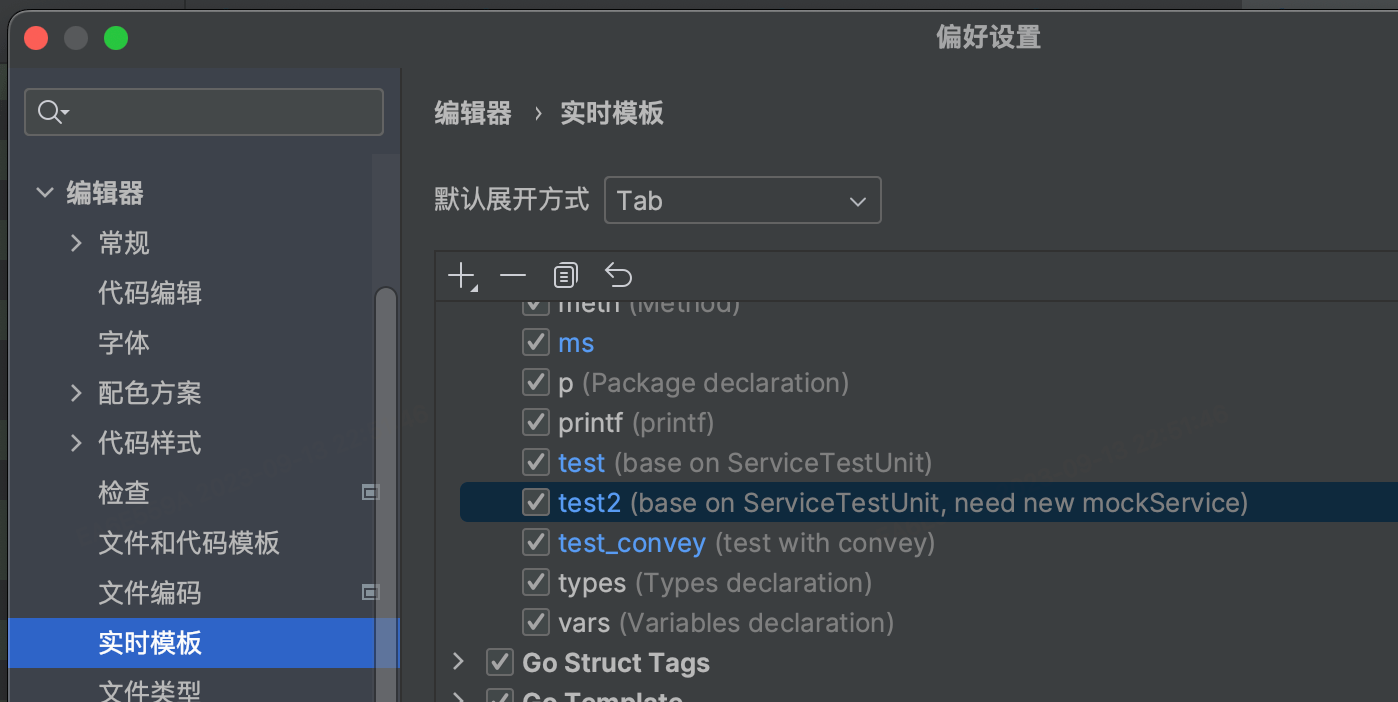 偏好设置
编辑器 › 实时模板
默认展开方式 Tab
编辑器
常规
代码编辑
字体
配色方案
代码样式
检查
文件和代码模板
文件编码
实时模板
文件类型
meth (Method)
ms
p (Package declaration)
printf (printf)
test (base on ServiceTestUnit)
test2 (base on ServiceTestUnit, need new mockService)
test_convey (test with convey)
types (Types declaration)
vars (Variables declaration)
Go Struct Tags
Go Template